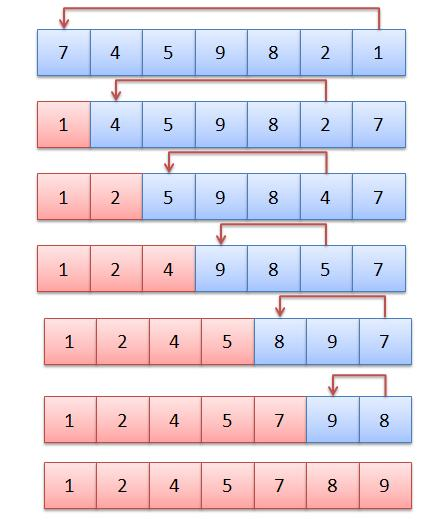 7 4 5 9 8 2 1
1 4 5 9 8 2 7
1 2 5 9 8 4 7
1 2 4 9 8 5 7
1 2 4 5 8 9 7
1 2 4 5 7 9 8
1 2 4 5 7 8 9